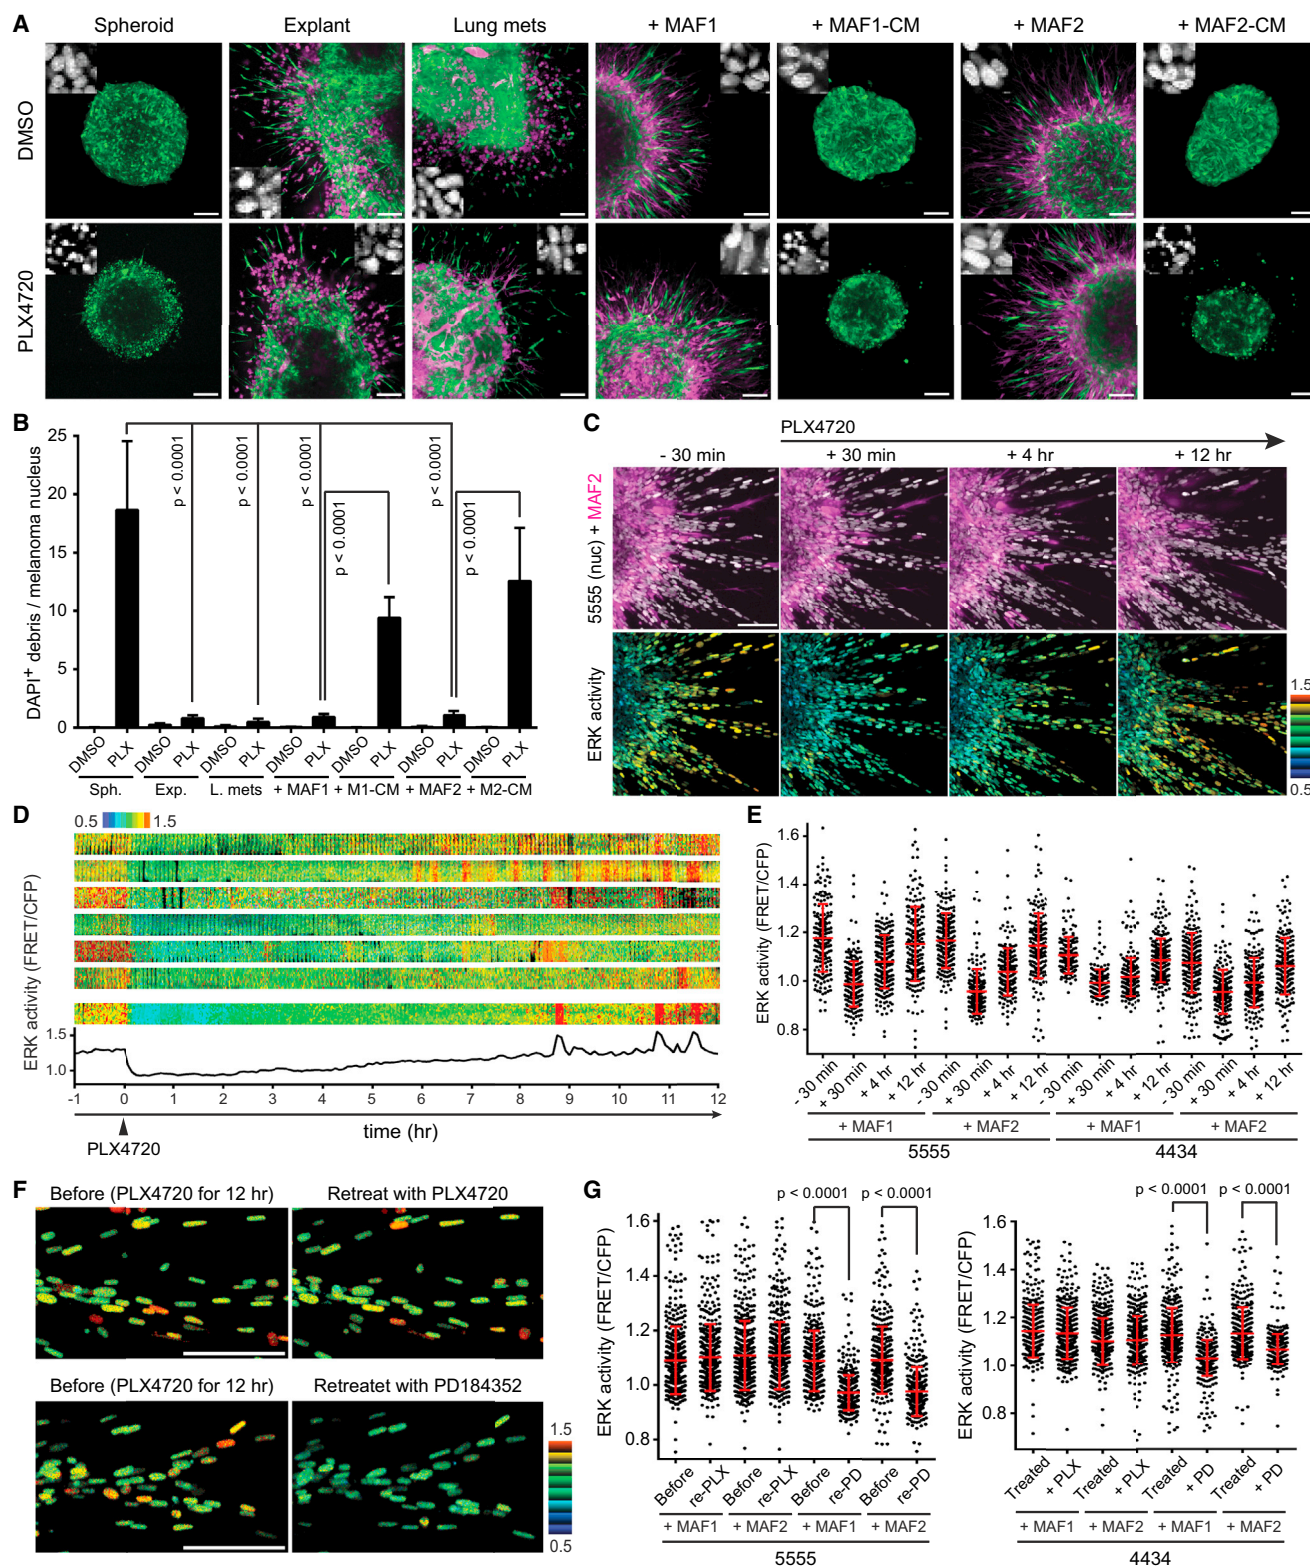 A
Spheroid
Explant
Lung mets
+ MAF1
+ MAF1-CM
+ MAF2
+ MAF2-CM
DMSO
PLX4720
B
DAPI+ debris / melanoma nucleus
25
20
15
10
5
0
p < 0.0001
p < 0.0001
p < 0.0001
p < 0.0001
p < 0.0001
p < 0.0001
DMSO PLX DMSO PLX DMSO PLX DMSO PLX DMSO PLX DMSO PLX DMSO PLX
Sph. Exp. L. mets + MAF1 + M1-CM + MAF2 + M2-CM
C
PLX4720
- 30 min + 30 min + 4 hr + 12 hr
5555 (nuc) + MAF2
ERK activity
1.5
0.5
D
0.5 1.5
ERK activity (FRET/CFP)
1.5
1.0
-1 0 1 2 3 4 5 6 7 8 9 10 11 12
time (hr)
PLX4720
E
ERK activity (FRET/CFP)
1.6
1.4
1.2
1.0
0.8
- 30 min + 30 min + 4 hr + 12 hr - 30 min + 30 min + 4 hr + 12 hr - 30 min + 30 min + 4 hr + 12 hr - 30 min + 30 min + 4 hr + 12 hr
+ MAF1 + MAF2 + MAF1 + MAF2
5555 4434
F
Before (PLX4720 for 12 hr) Retreat with PLX4720
Before (PLX4720 for 12 hr) Retreatet with PD184352
1.5
0.5
G
p < 0.0001 p < 0.0001
ERK activity (FRET/CFP)
1.6
1.4
1.2
1.0
0.8
Before re-PLX Before re-PLX Before re-PD Before re-PD
+ MAF1 + MAF2 + MAF1 + MAF2
5555
p < 0.0001 p < 0.0001
ERK activity (FRET/CFP)
1.6
1.4
1.2
1.0
0.8
Treated + PLX Treated + PLX Treated + PD Treated + PD
+ MAF1 + MAF2 + MAF1 + MAF2
4434